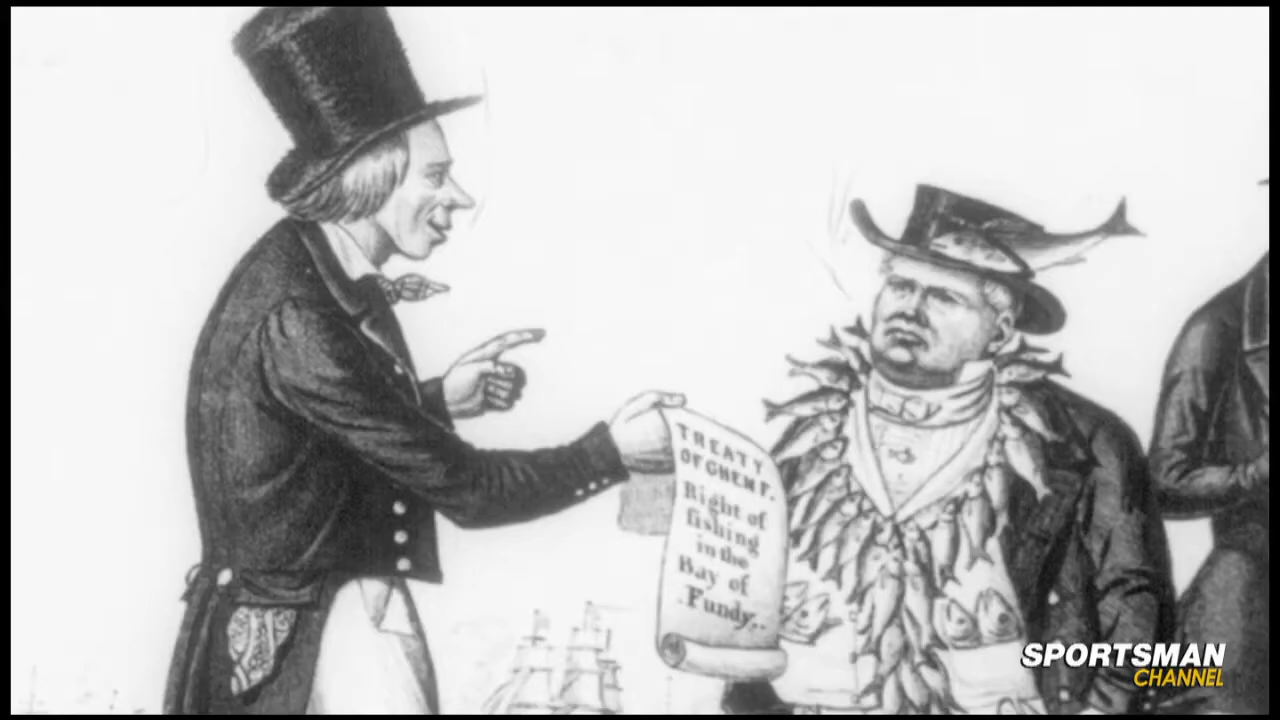 TREATY
OF GHENT.
Right of
fishing
in the
Bay of
Fundy..
SPORTSMAN
CHANNEL